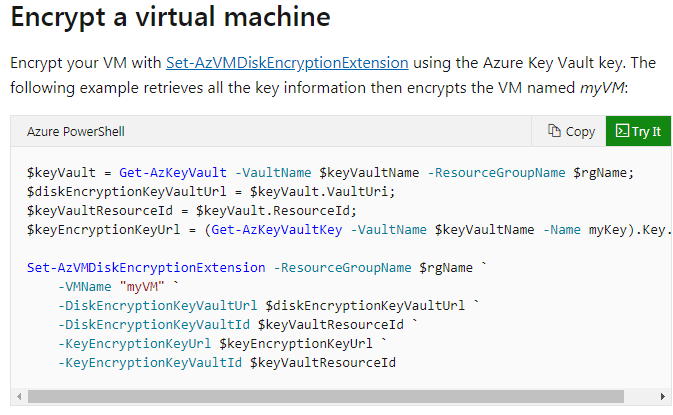 Encrypt a virtual machine
Encrypt your VM with Set-AzVMDiskEncryptionExtension using the Azure Key Vault key. The
following example retrieves all the key information then encrypts the VM named myVM:
Azure PowerShell Copy Try It
$keyVault = Get-AzKeyVault -VaultName $keyVaultName -ResourceGroupName $rgName;
$diskEncryptionKeyVaultUrl = $keyVault.VaultUri;
$keyVaultResourceId = $keyVault.ResourceId;
$keyEncryptionKeyUrl = (Get-AzKeyVaultKey -VaultName $keyVaultName -Name myKey).Key.
Set-AzVMDiskEncryptionExtension -ResourceGroupName $rgName `
-VMName "myVM" `
-DiskEncryptionKeyVaultUrl $diskEncryptionKeyVaultUrl `
-DiskEncryptionKeyVaultId $keyVaultResourceId `
-KeyEncryptionKeyUrl $keyEncryptionKeyUrl `
-KeyEncryptionKeyVaultId $keyVaultResourceId